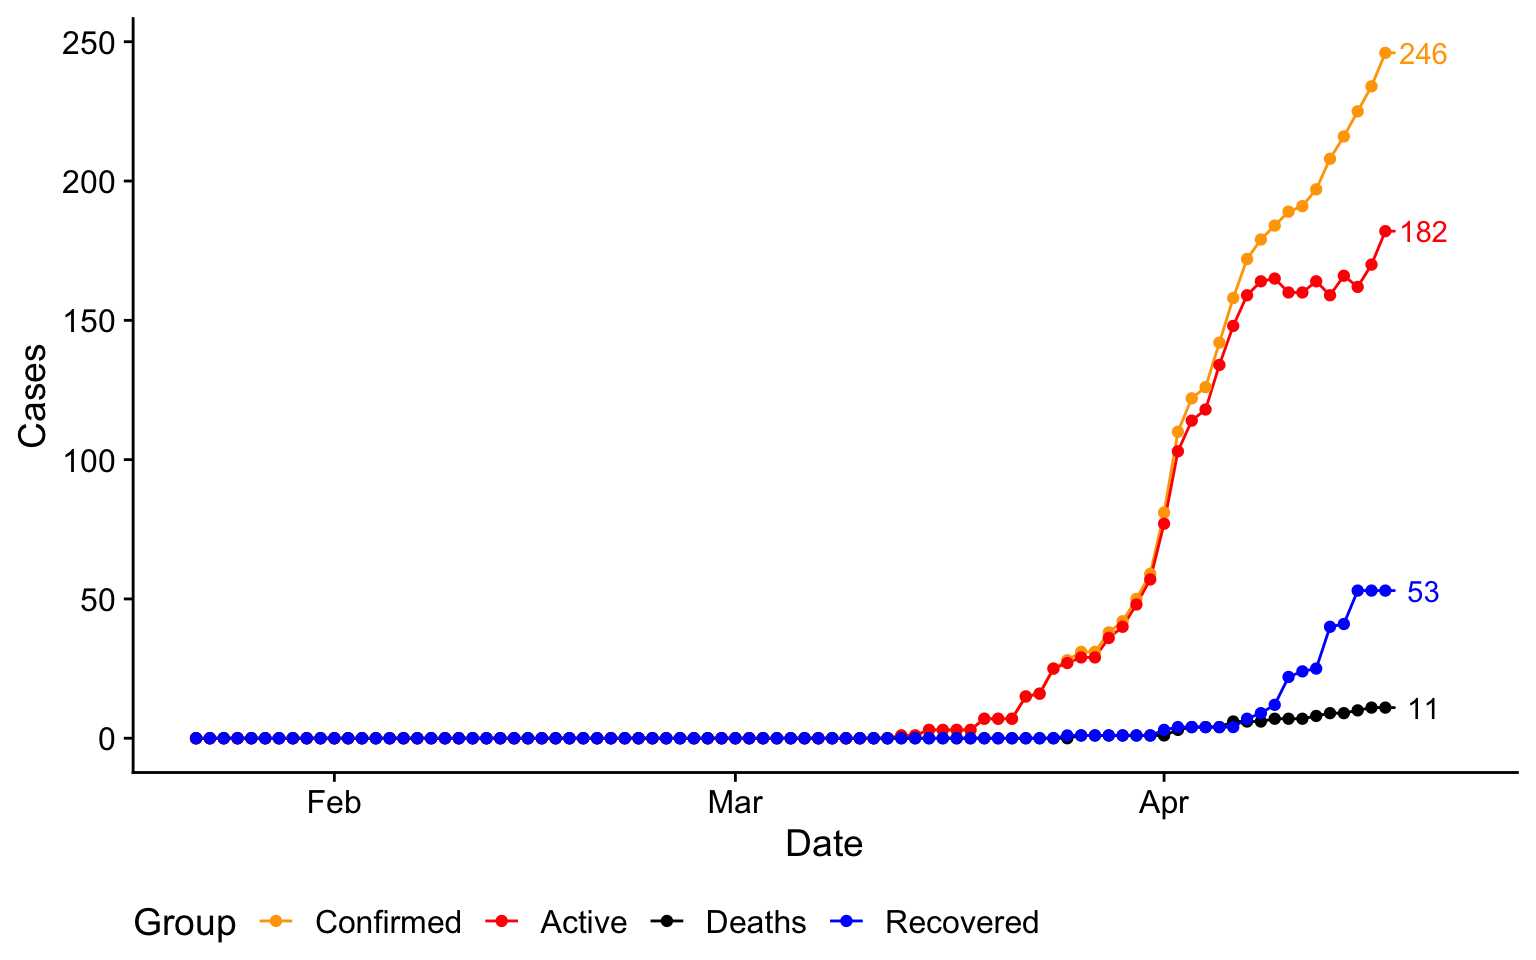 250
200
150
100
50
0
Cases
246
182
53
11
Feb Mar Apr
Date
Group Confirmed Active Deaths Recovered